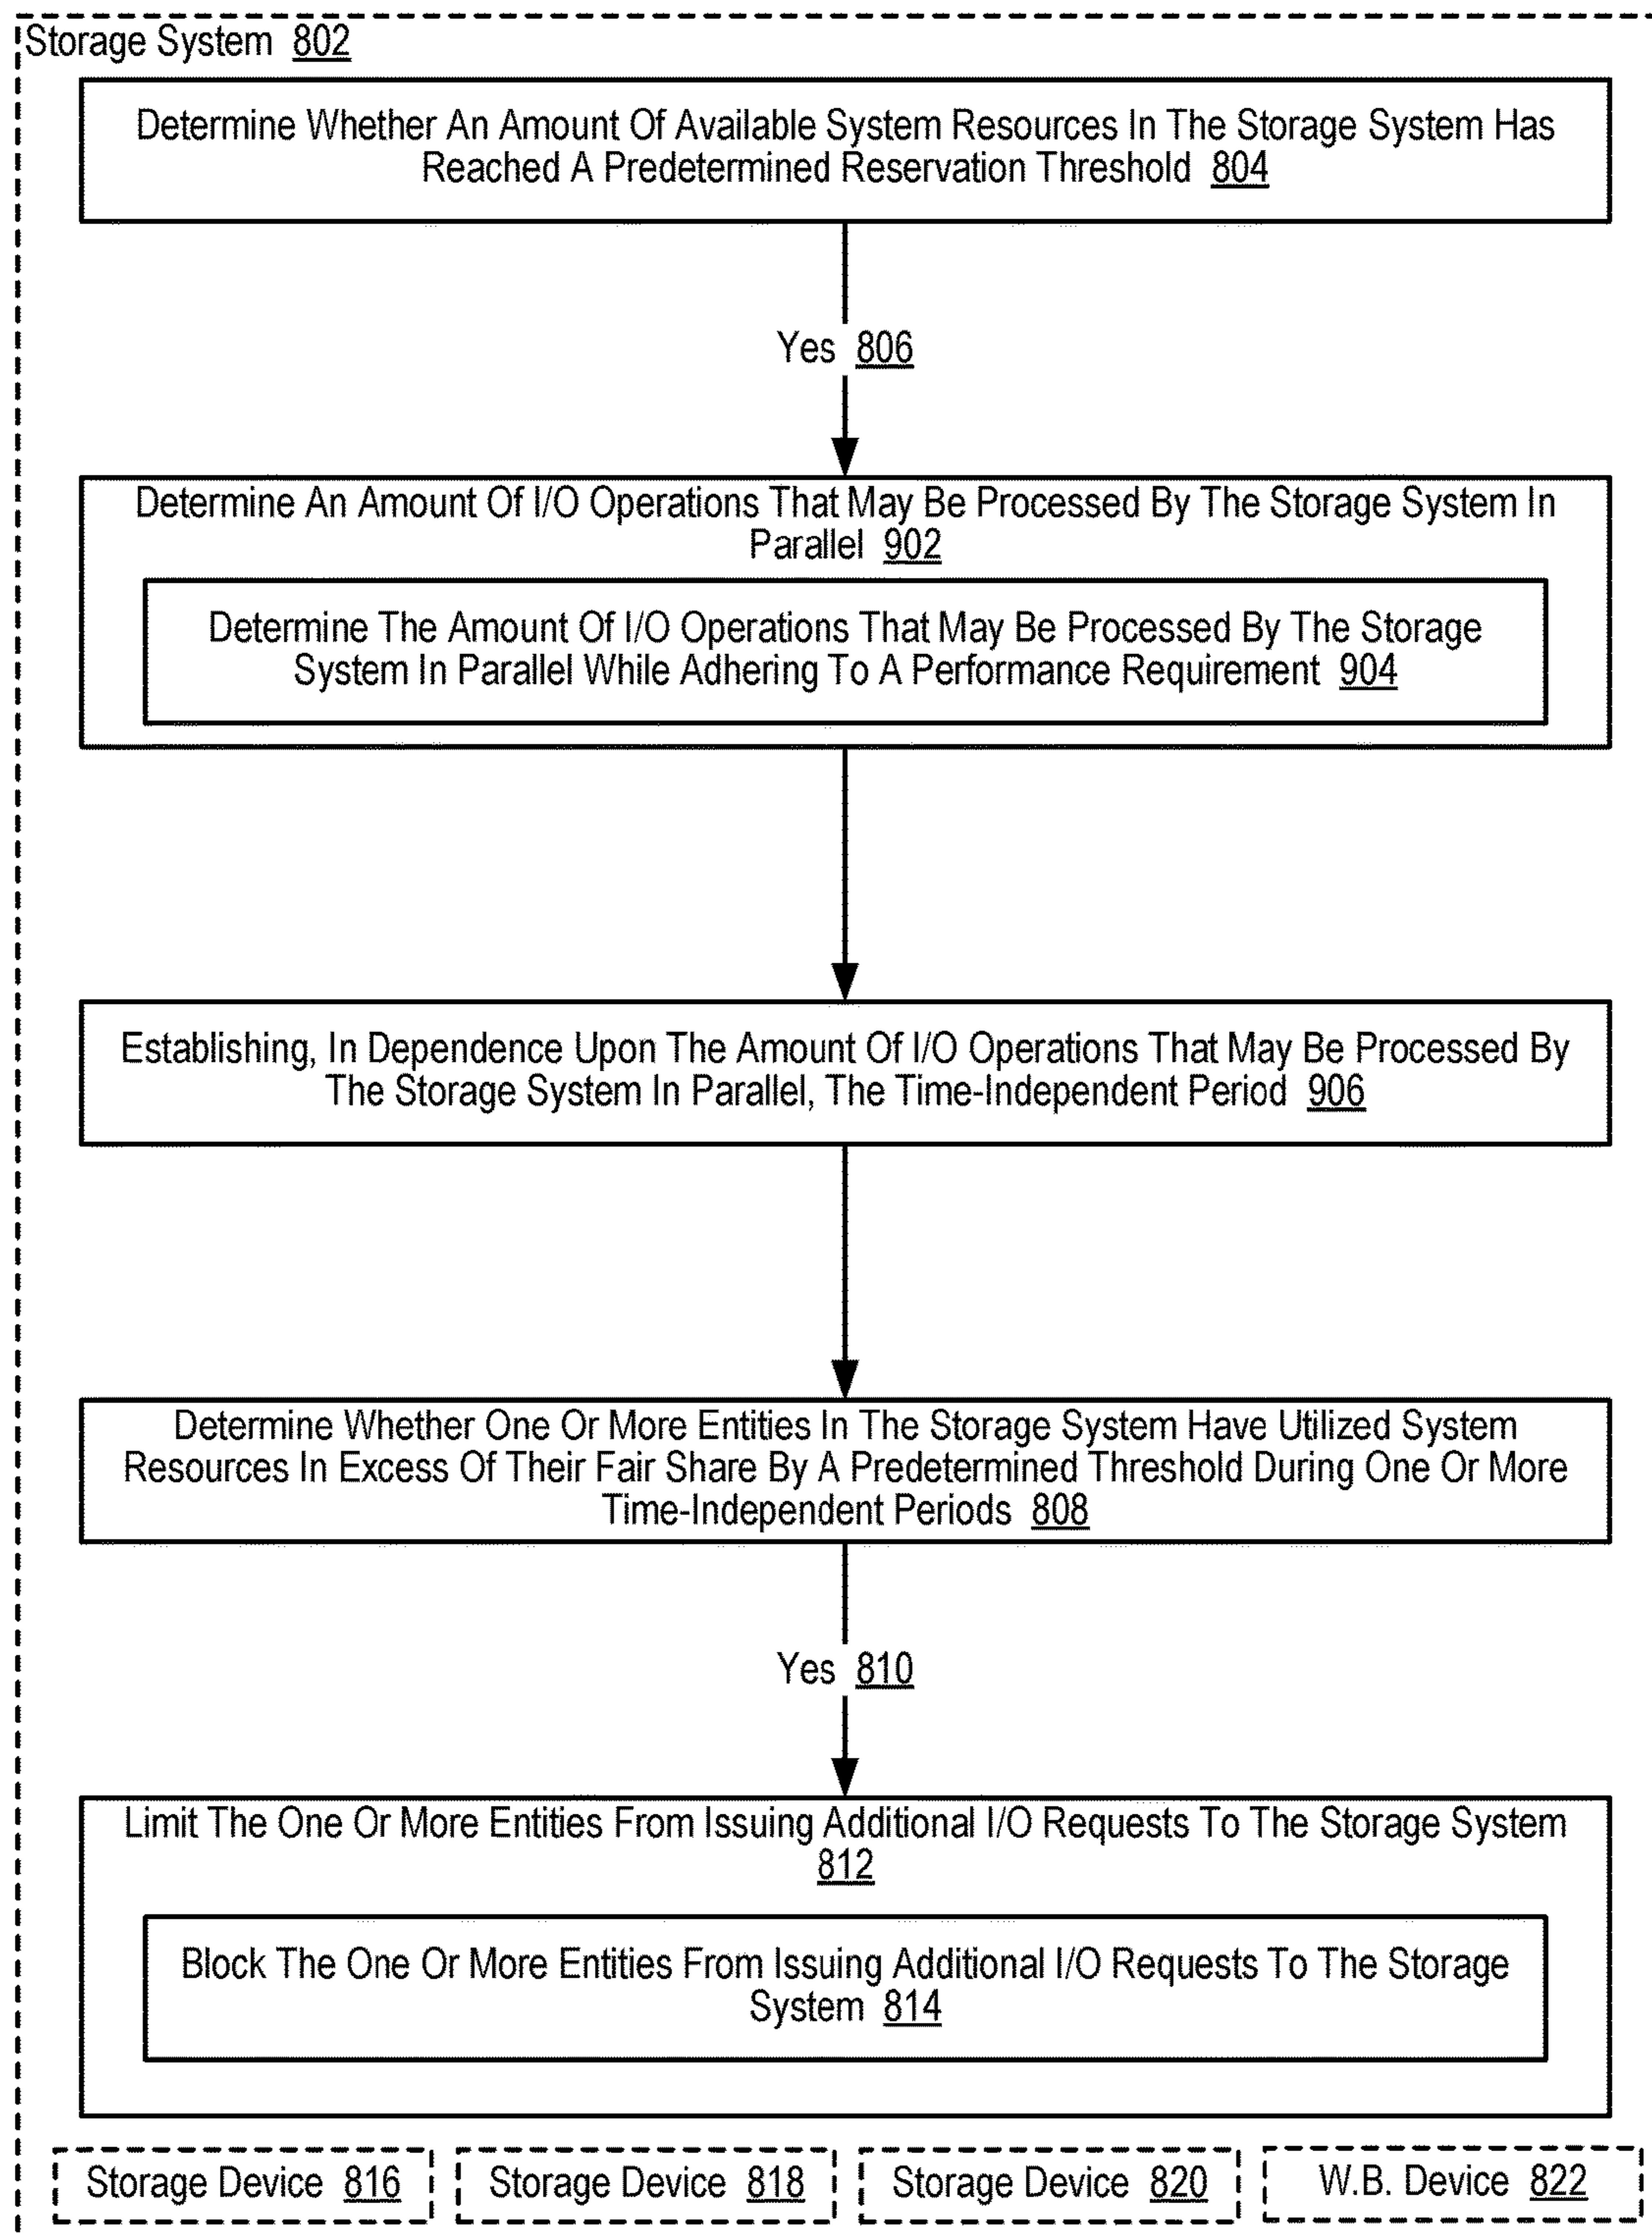 Storage System 802
Determine Whether An Amount Of Available System Resources In The Storage System Has
Reached A Predetermined Reservation Threshold 804
Yes 806
Determine An Amount Of I/O Operations That May Be Processed By The Storage System In
Parallel 902
Determine The Amount Of I/O Operations That May Be Processed By The Storage
System In Parallel While Adhering To A Performance Requirement 904
Establishing, In Dependence Upon The Amount Of I/O Operations That May Be Processed By
The Storage System In Parallel, The Time-Independent Period 906
Determine Whether One Or More Entities In The Storage System Have Utilized System
Resources In Excess Of Their Fair Share By A Predetermined Threshold During One Or More
Time-Independent Periods 808
Yes 810
Limit The One Or More Entities From Issuing Additional I/O Requests To The Storage System
812
Block The One Or More Entities From Issuing Additional I/O Requests To The Storage
System 814
Storage Device 816
Storage Device 818
Storage Device 820
W.B. Device 822